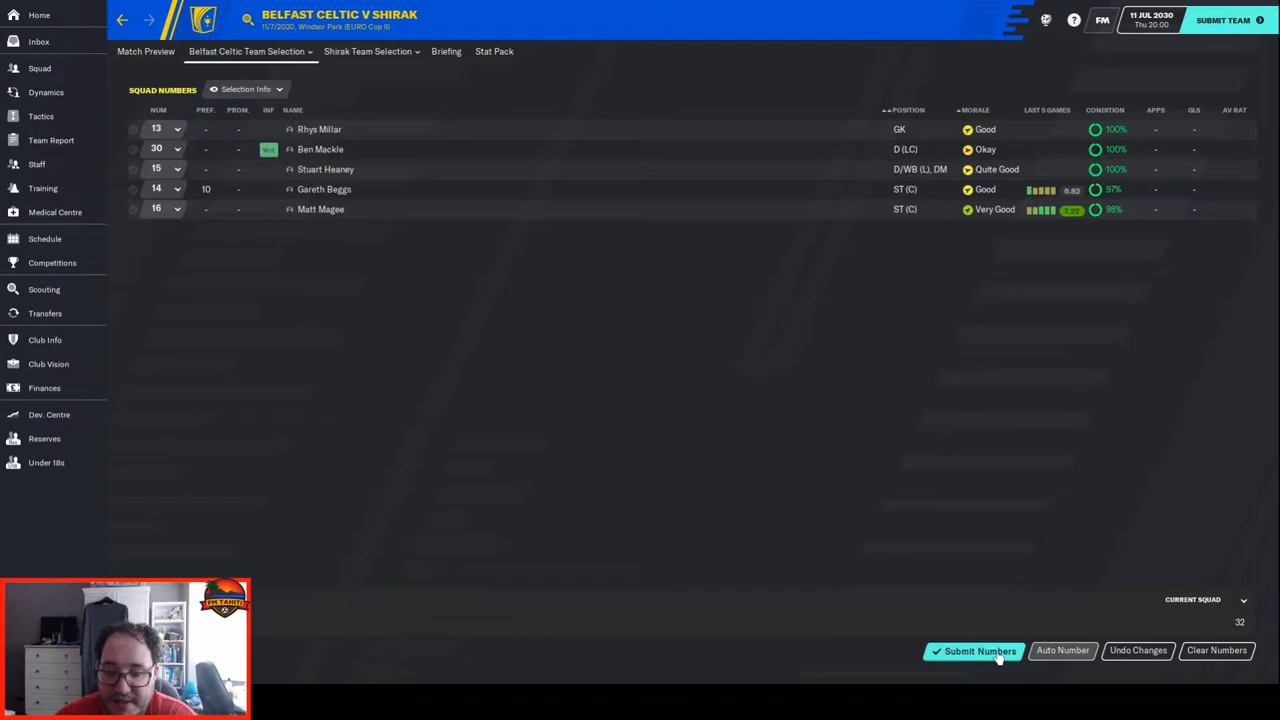 Home
BELFAST CELTIC V SHIRAK
11/7/2030, Windsor Park (EURO Cup II)
FM
11 JUL 2030
Thu 20:00
SUBMIT TEAM
Inbox
Match Preview
Belfast Celtic Team Selection
Shirak Team Selection
Briefing
Stat Pack
Squad
Dynamics
SQUAD NUMBERS
Selection Info
NUM PREF. PROM. INF NAME POSITION MORALE LAST 5 GAMES CONDITION APPS GLS AV RAT
Tactics
13 - - Rhys Millar GK Good 100% - - -
Team Report
30 - - Wnt Ben Mackle D (LC) Okay 100% - - -
Staff
15 - - Stuart Heaney D/WB (L), DM Quite Good 100% - - -
Training
14 10 - Gareth Beggs ST (C) Good 6.82 97% - - -
Medical Centre
16 - - Matt Magee ST (C) Very Good 7.22 98% - - -
Schedule
Competitions
Scouting
Transfers
Club Info
Club Vision
Finances
Dev. Centre
Reserves
Under 18s
FM TAHITI
CURRENT SQUAD
32
Submit Numbers
Auto Number
Undo Changes
Clear Numbers